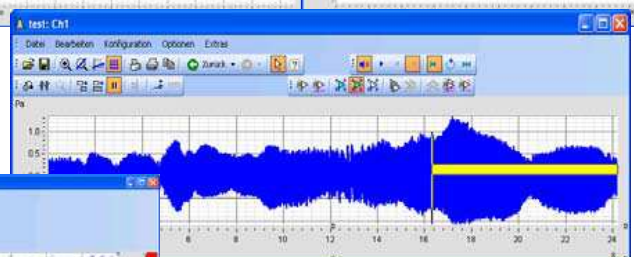 test: Ch1
Datei Bearbeiten Konfiguration Optionen Extras
Zurück
Pa
1.0
0.5
6 8 10 12 14 16 18 20 22 24